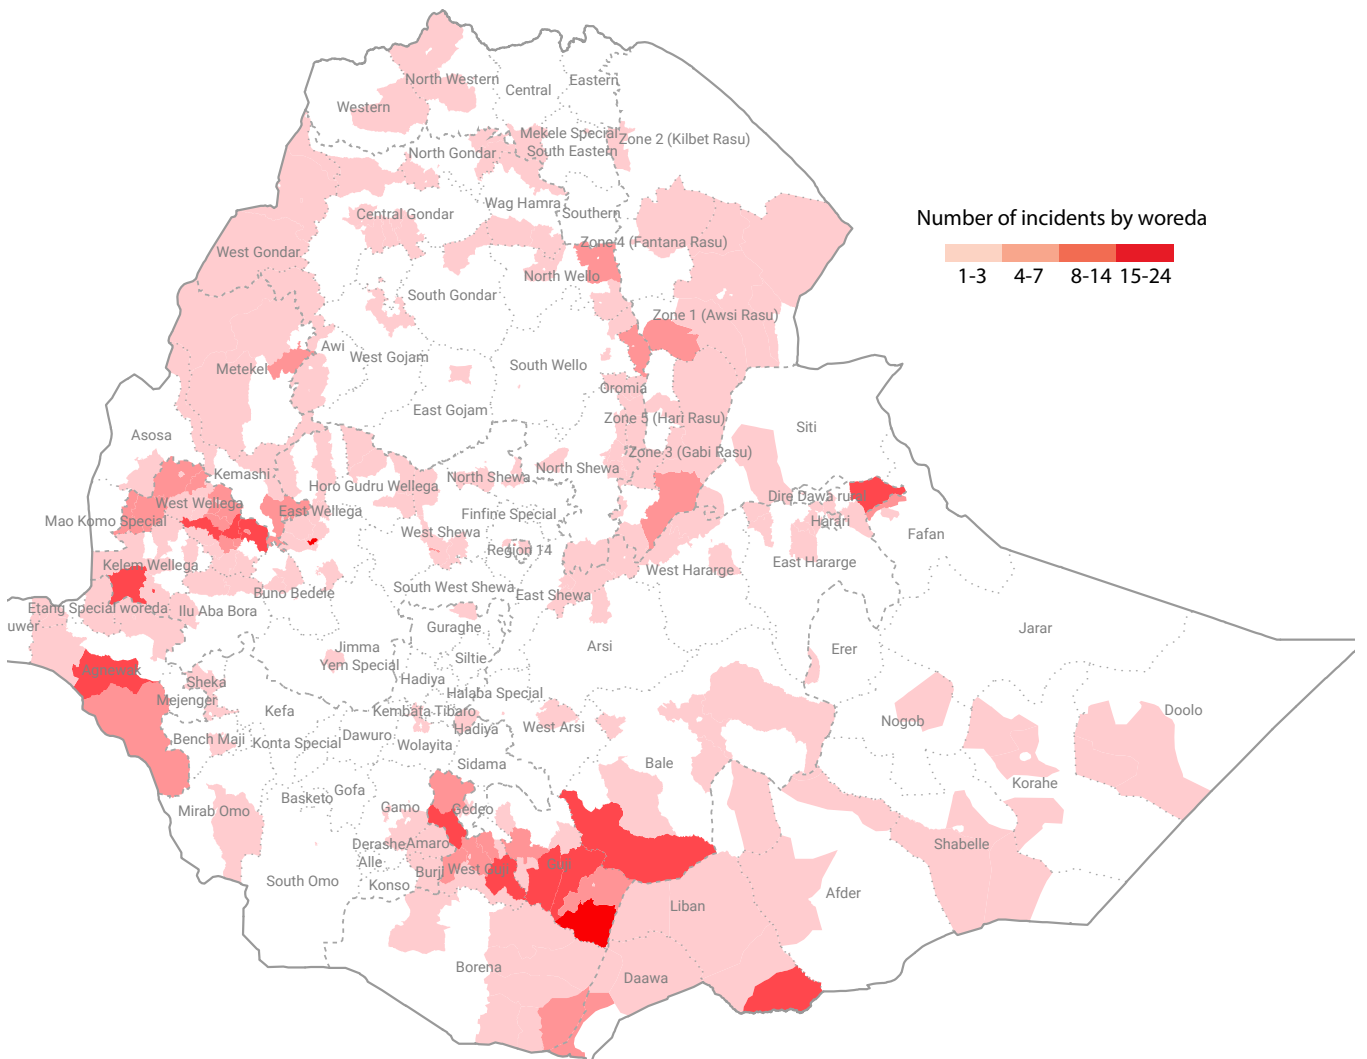 North Western
Central
Eastern
Western
Mekele Special
South Eastern
Zone 2 (Kilbet Rasu)
North Gondar
Central Gondar
Wag Hamra
Southern
Number of incidents by woreda
1-3
4-7
8-14
15-24
West Gondar
Zone 4 (Fantana Rasu)
North Wello
South Gondar
Zone 1 (Awsi Rasu)
Awi
West Gojam
South Wello
Metekel
Oromia
East Gojam
Zone 5 (Hari Rasu)
Siti
Asosa
Zone 3 (Gabi Rasu)
Kemashi
North Shewa
North Shewa
Horo Gudru Wellega
West Wellega
East Wellega
Dire Dawa rural
Mao Komo Special
Finfine Special
Harari
West Shewa
Fafan
Region 14
Kelem Wellega
West Hararge
East Hararge
Buno Bedele
South West Shewa
East Shewa
Etang Special woreda
Ilu Aba Bora
uwer
Guraghe
Jarar
Jimma
Arsi
Erer
Yem Special
Siltie
Agnewak
Sheka
Hadiya
Mejenger
Halaba Special
Kefa
Kembata Tibaro
Doolo
Nogob
Bench Maji
Konta Special
Dawuro
Wolayita
Hadiya
West Arsi
Sidama
Bale
Korahe
Gofa
Basketo
Mirab Omo
Gamo
Gedeo
Derashe
Amaro
Shabelle
Alle
Burji
West Guji
Guji
South Omo
Konso
Afder
Liban
Borena
Daawa